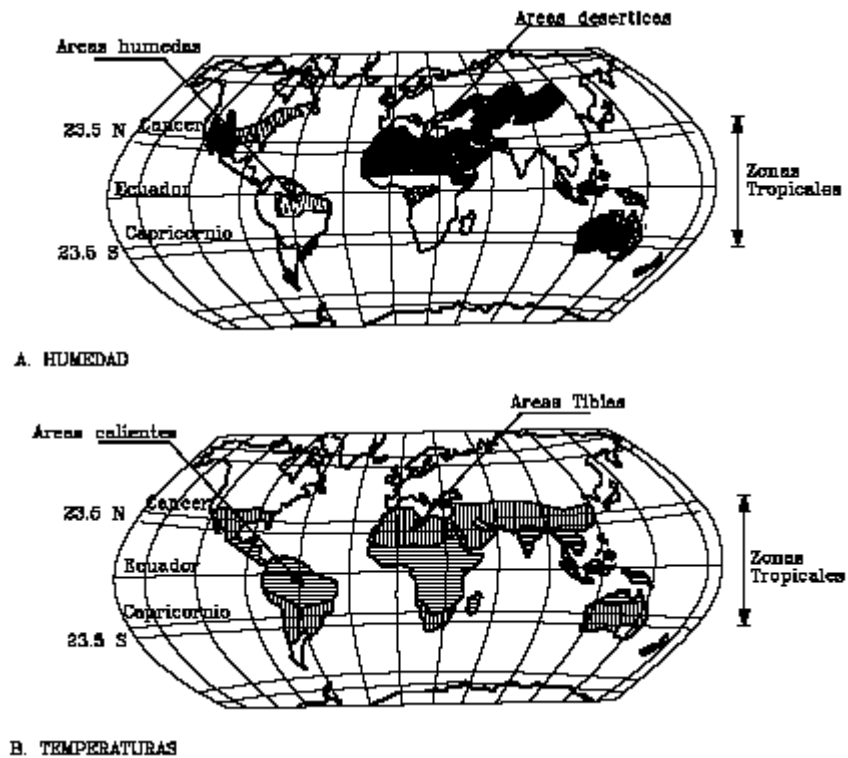 Areas deserticas
Areas humedas
23.5 N
Cancer
Ecuador
Zonas
Tropicales
Capricornio
23.5 S
A. HUMEDAD
Areas Tibias
Areas calientes
23.5 N
Cancer
Ecuador
Zonas
Tropicales
Capricornio
23.5 S
B. TEMPERATURAS